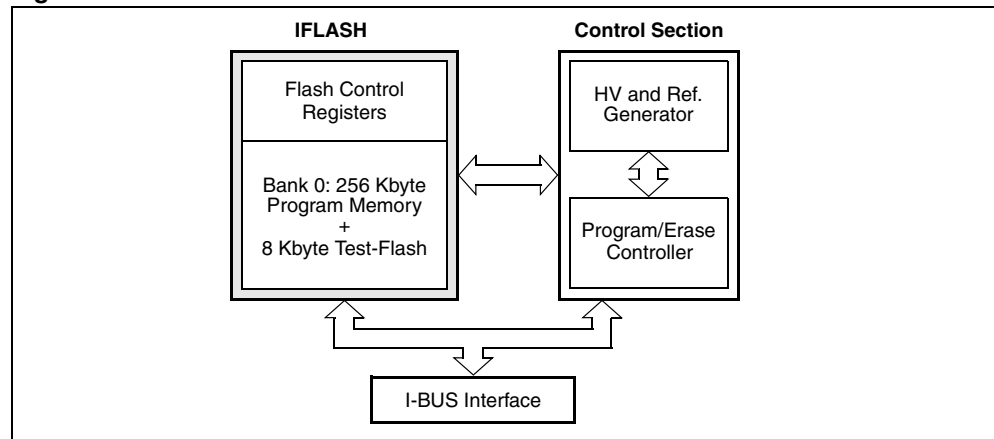 IFLASH
Control Section
Flash Control
Registers
Bank 0: 256 Kbyte
Program Memory
+
8 Kbyte Test-Flash
HV and Ref.
Generator
Program/Erase
Controller
I-BUS Interface